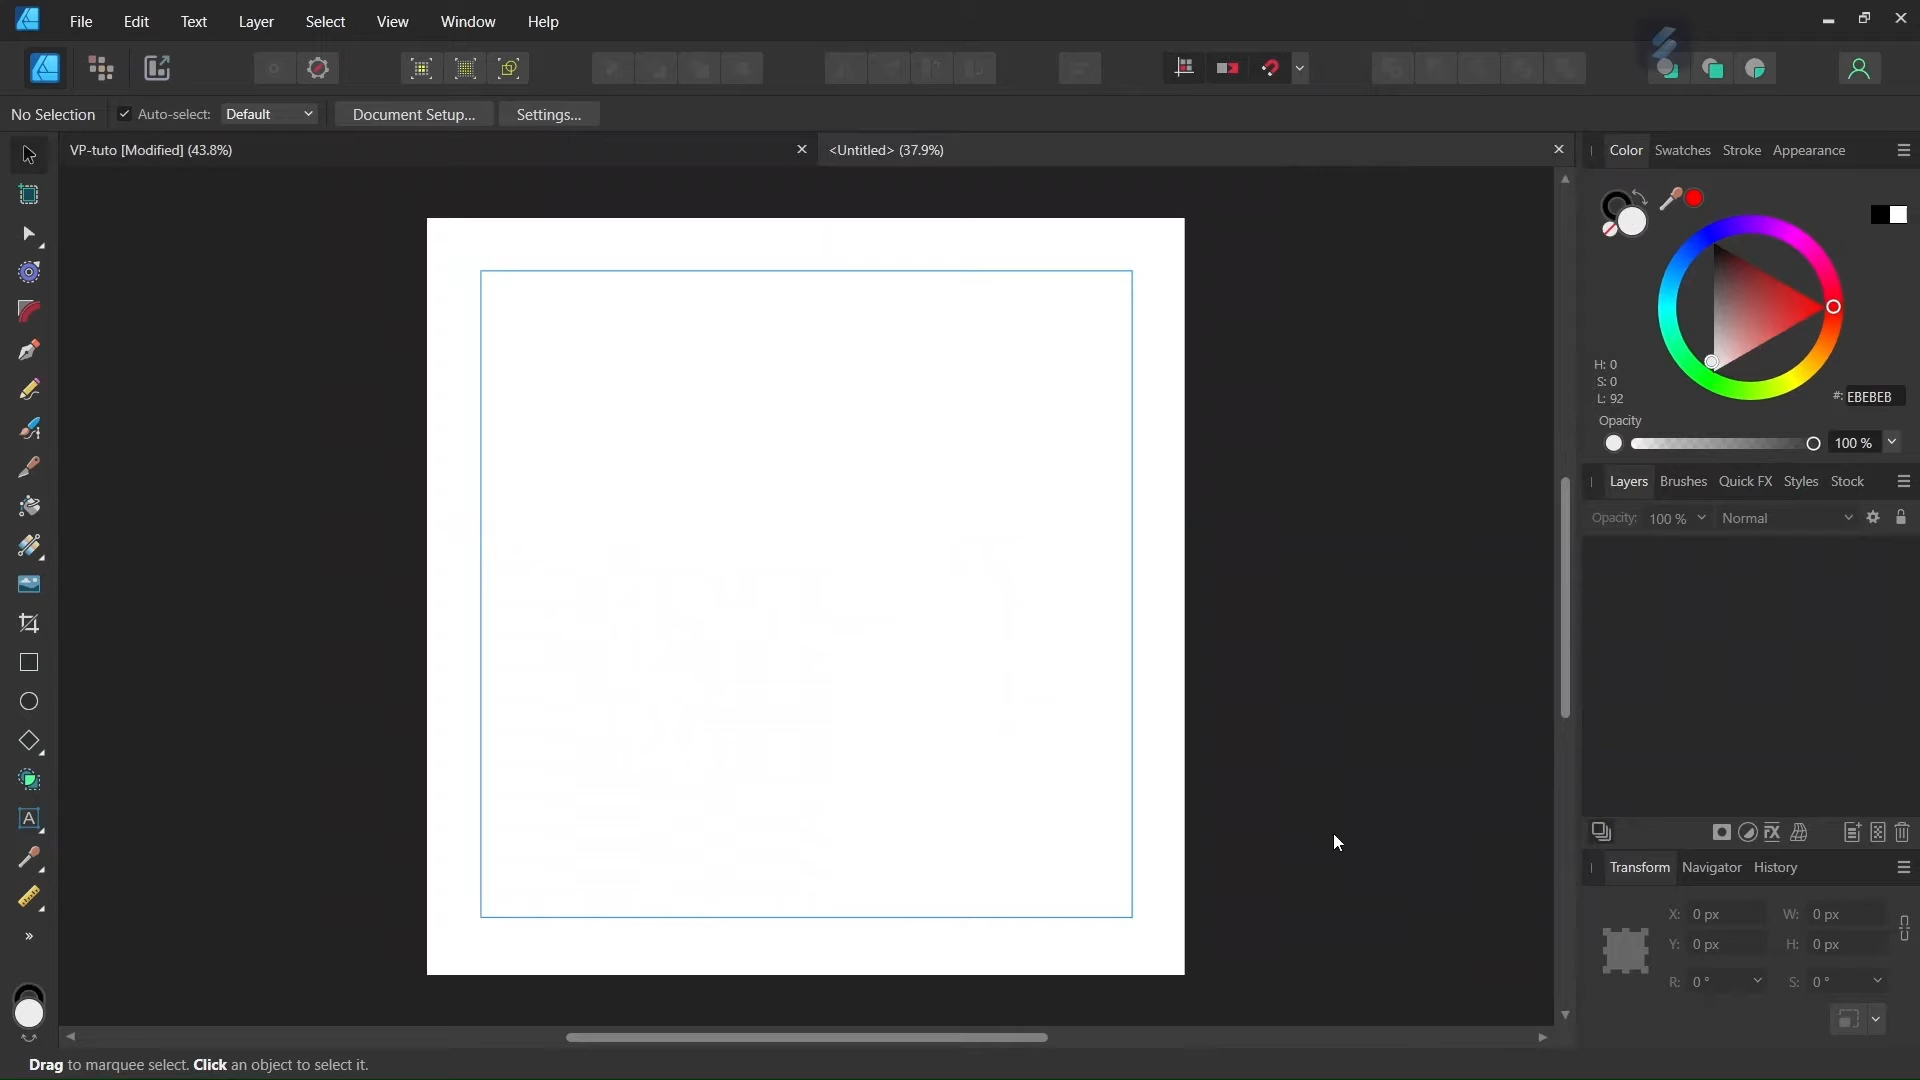 File Edit Text Layer Select View Window Help
No Selection Auto-select: Default Document Setup... Settings...
VP-tuto [Modified] (43.8%) <Untitled> (37.9%)
Color Swatches Stroke Appearance
H: 0
S: 0
L: 92
#: EBEBEB
Opacity
100 %
Layers Brushes Quick FX Styles Stock
Opacity: 100 % Normal
Transform Navigator History
X: 0 px W: 0 px
Y: 0 px H: 0 px
R: 0 ° S: 0 °
Drag to marquee select. Click an object to select it.